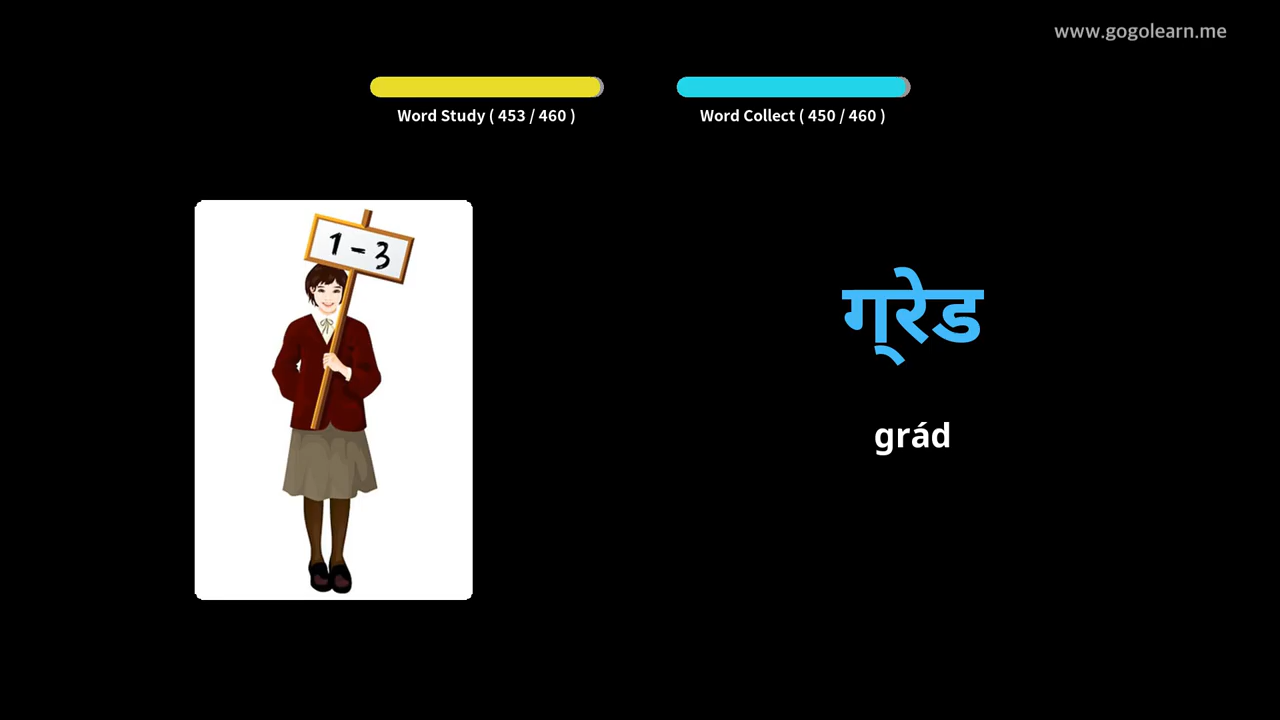 www.gogolearn.me
Word Study ( 453 / 460 )
Word Collect ( 450 / 460 )
1 - 3
ग्रेड
grád